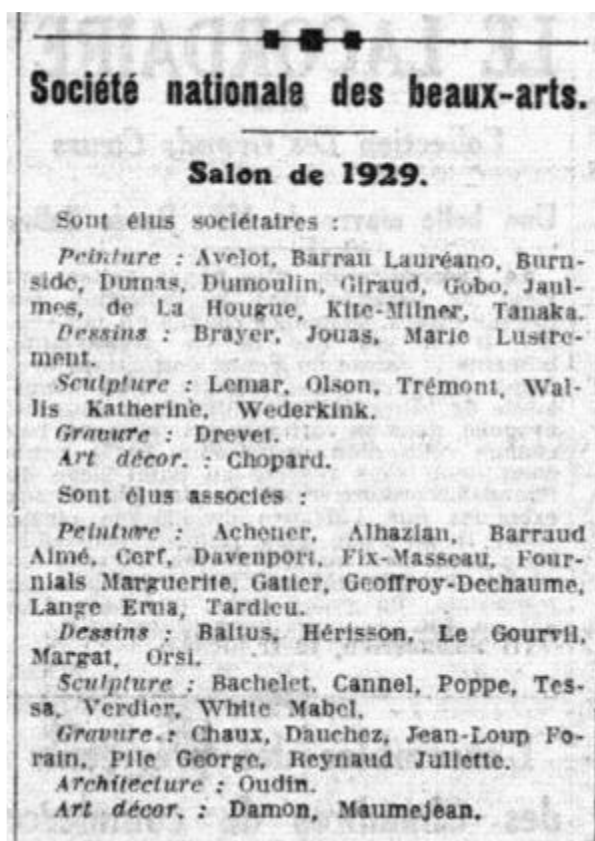 Société nationale des beaux-arts.
Salon de 1929.
Sont élus sociétaires :
Peinture : Avelot, Barrau Lauréano, Burn-
side, Dumas, Dumoulin, Giraud, Gobo, Jaul-
mes, de La Hougue, Kite-Milner, Tanaka.
Dessins : Brayer, Jouas, Marie Lustre-
ment.
Sculpture : Lemar, Olson, Trémont, Wal-
lis Katherine, Wederkink.
Gravure : Drevet.
Art décor. : Chopard.
Sont élus associés :
Peinture : Achener, Alhazian, Barraud
Aimé, Cerf, Davenport, Fix-Masseau, Four-
nials Marguerite, Gatier, Geoffroy-Dechaume,
Lange Erna, Tardieu.
Dessins : Baltus, Hérisson, Le Gourvil,
Margat, Orsi.
Sculpture : Bachelet, Cannel, Poppe, Tes-
sa, Verdier, White Mabel.
Gravure : Chaux, Dauchez, Jean-Loup Fo-
rain, Pile George, Reynaud Juliette.
Architecture : Oudin.
Art décor. : Damon, Maumejean.